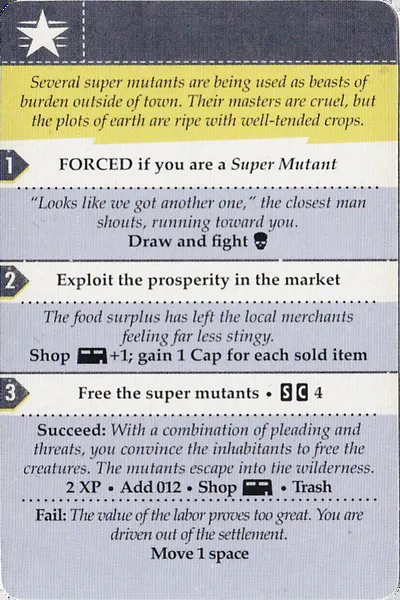 Several super mutants are being used as beasts of
burden outside of town. Their masters are cruel, but
the plots of earth are ripe with well-tended crops.
1 FORCED if you are a Super Mutant
"Looks like we got another one," the closest man
shouts, running toward you.
Draw and fight
2 Exploit the prosperity in the market
The food surplus has left the local merchants
feeling far less stingy.
Shop +1; gain 1 Cap for each sold item
3 Free the super mutants • S C 4
Succeed: With a combination of pleading and
threats, you convince the inhabitants to free the
creatures. The mutants escape into the wilderness.
2 XP • Add 012 • Shop • Trash
Fail: The value of the labor proves too great. You are
driven out of the settlement.
Move 1 space